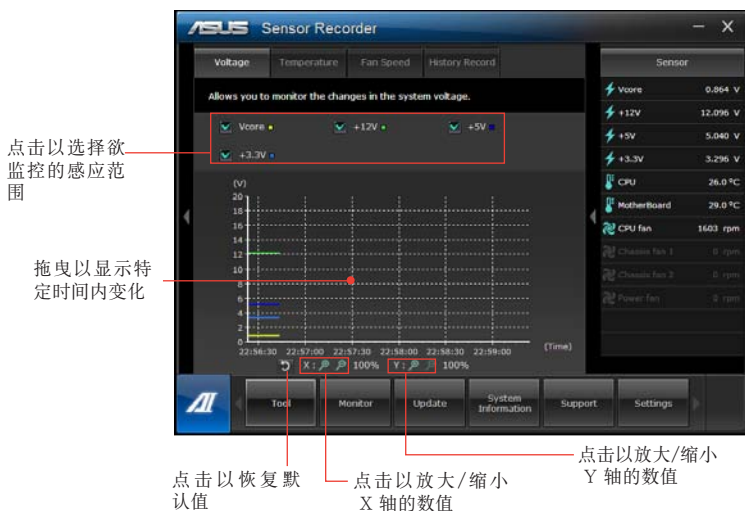 ASUS Sensor Recorder
Voltage Temperature Fan Speed History Record
Allows you to monitor the changes in the system voltage.
Vcore +12V +5V
+3.3V
(V)
20
18
16
14
12
10
8
6
4
2
0
22:56:30 22:57:00 22:57:30 22:58:00 22:58:30 22:59:00
(Time)
X : 100% Y : 100%
Sensor
Vcore 0.864 V
+12V 12.096 V
+5V 5.040 V
+3.3V 3.296 V
CPU 26.0 ºC
MotherBoard 29.0 ºC
CPU fan 1603 rpm
Chassis fan 1 0 rpm
Chassis fan 2 0 rpm
Power fan 0 rpm
AI
Tool Monitor Update System Information Support Settings
点击以选择欲
监控的感应范
围
拖曳以显示特
定时间内变化
点击以恢复默
认值
点击以放大/缩小
X 轴的数值
点击以放大/缩小
Y 轴的数值